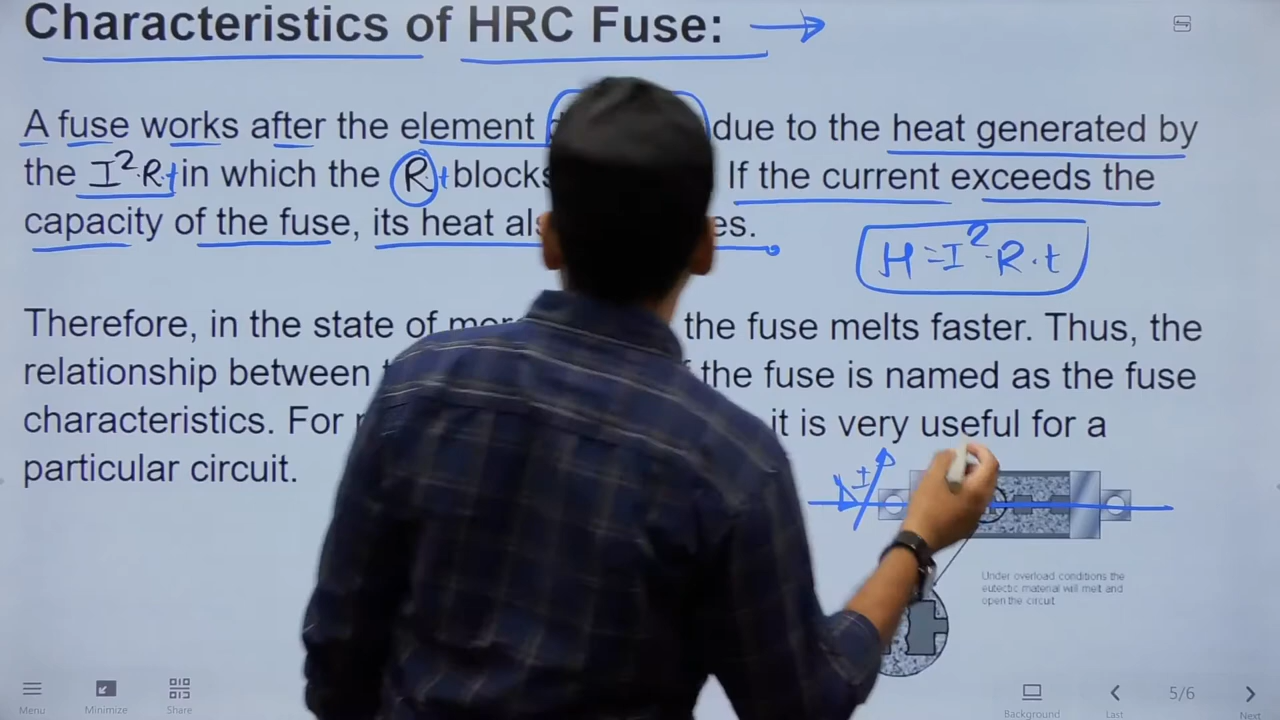 Characteristics of HRC Fuse:
A fuse works after the element due to the heat generated by
the I²·Rt in which the R t blocks If the current exceeds the
capacity of the fuse, its heat als es.
H=I²·R·t
Therefore, in the state of the fuse melts faster. Thus, the
relationship between the fuse is named as the fuse
characteristics. For it is very useful for a
particular circuit.
I
Under overload conditions the
eutectic material will melt and
open the circuit
Menu
Minimize
Share
Background
Last
5/6
Next